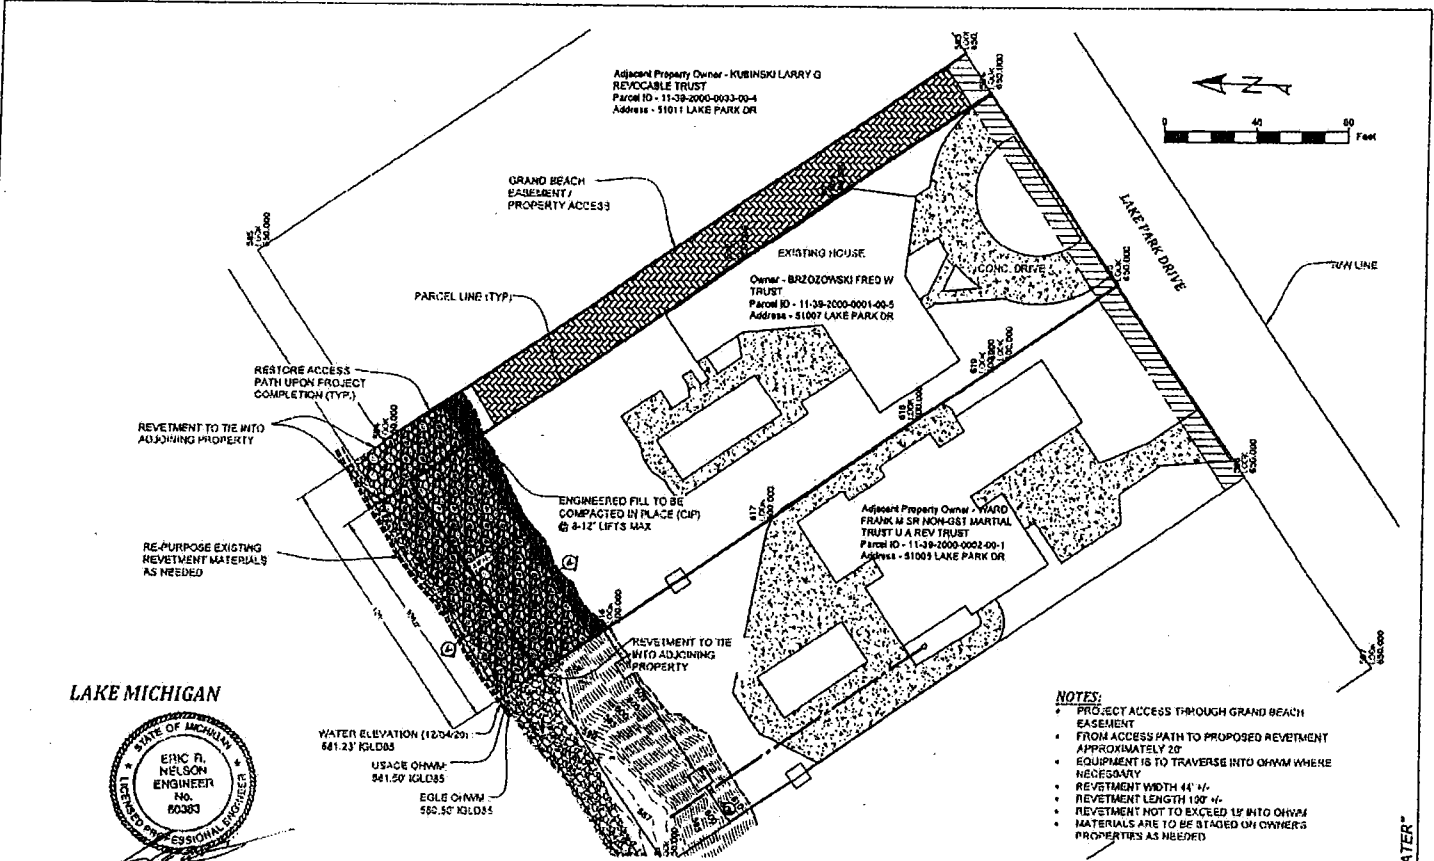 Adjacent Property Owner - KUBINSKI LARRY G
REVOCABLE TRUST
Parcel ID - 11-39-2000-0033-00-4
Address - 51011 LAKE PARK DR
0
40
80
Feet
GRAND BEACH
EASEMENT /
PROPERTY ACCESS
LAKE PARK DRIVE
R/W LINE
EXISTING HOUSE
CONC. DRIVE
Owner - BRZOZOWSKI FRED W
TRUST
Parcel ID - 11-39-2000-0001-00-5
Address - 51007 LAKE PARK DR
PARCEL LINE (TYP)
RESTORE ACCESS
PATH UPON PROJECT
COMPLETION (TYP.)
REVETMENT TO TIE INTO
ADJOINING PROPERTY
ENGINEERED FILL TO BE
COMPACTED IN PLACE (CIP)
@ 8-12" LIFTS MAX
Adjacent Property Owner - WARD
FRANK M SR NON-GST MARTIAL
TRUST U A REV TRUST
Parcel ID - 11-39-2000-0002-00-1
Address - 51005 LAKE PARK DR
RE-PURPOSE EXISTING
REVETMENT MATERIALS
AS NEEDED
REVETMENT TO TIE
INTO ADJOINING
PROPERTY
LAKE MICHIGAN
STATE OF MICHIGAN
ERIC R.
NELSON
ENGINEER
No.
60383
LICENSED PROFESSIONAL ENGINEER
WATER ELEVATION (12/04/20) :
581.23' IGLD85
USACE OHWM:
581.50' IGLD85
EGLE OHWM :
580.50' IGLD85
NOTES:
• PROJECT ACCESS THROUGH GRAND BEACH
EASEMENT
• FROM ACCESS PATH TO PROPOSED REVETMENT
APPROXIMATELY 20'
• EQUIPMENT IS TO TRAVERSE INTO OHWM WHERE
NECESSARY
• REVETMENT WIDTH 44' +/-
• REVETMENT LENGTH 100' +/-
• REVETMENT NOT TO EXCEED 15' INTO OHWM
• MATERIALS ARE TO BE STAGED ON OWNER'S
PROPERTIES AS NEEDED